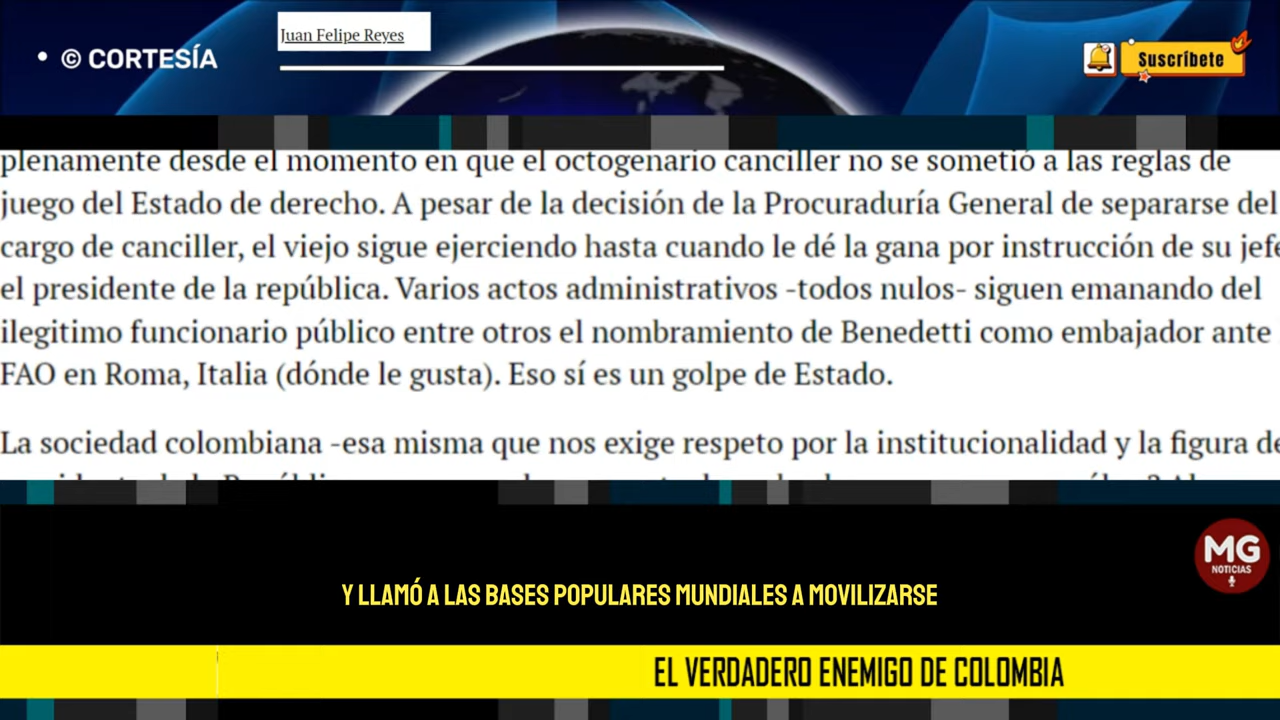 Juan Felipe Reyes
• © CORTESÍA
Suscríbete
plenamente desde el momento en que el octogenario canciller no se sometió a las reglas de
juego del Estado de derecho. A pesar de la decisión de la Procuraduría General de separarse del
cargo de canciller, el viejo sigue ejerciendo hasta cuando le dé la gana por instrucción de su jefe
el presidente de la república. Varios actos administrativos -todos nulos- siguen emanando del
ilegitimo funcionario público entre otros el nombramiento de Benedetti como embajador ante
FAO en Roma, Italia (dónde le gusta). Eso sí es un golpe de Estado.
La sociedad colombiana -esa misma que nos exige respeto por la institucionalidad y la figura de
MG
NOTICIAS
Y LLAMÓ A LAS BASES POPULARES MUNDIALES A MOVILIZARSE
EL VERDADERO ENEMIGO DE COLOMBIA